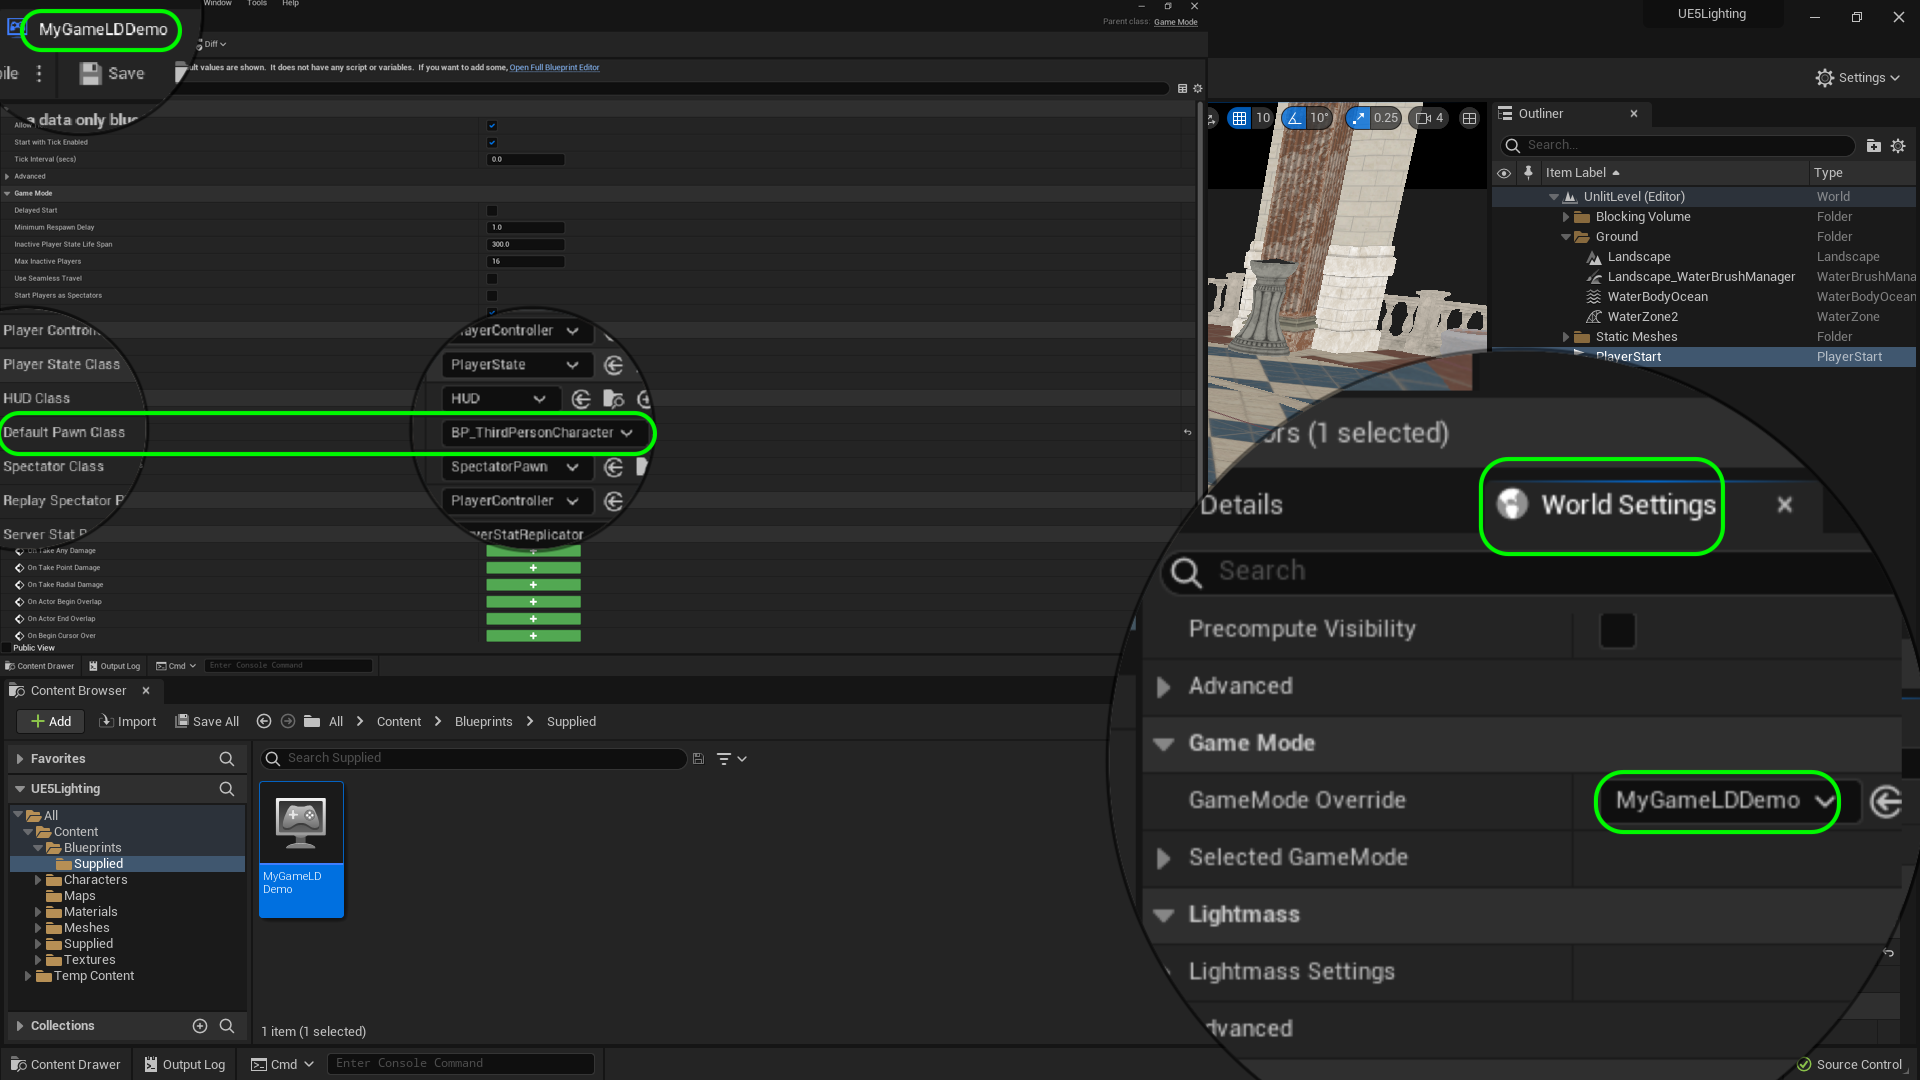 Window Tools Help
MyGameLDDemo
Parent class: Game Mode
UE5Lighting
Diff
Save
Settings
ult values are shown. It does not have any script or variables. If you want to add some, Open Full Blueprint Editor
a data only blue
Start with Tick Enabled
Tick Interval (secs) 0.0
Advanced
Game Mode
Delayed Start
Minimum Respawn Delay 1.0
Inactive Player State Life Span 300.0
Max Inactive Players 16
Use Seamless Travel
Start Players as Spectators
Player Control
ayerController
Player State Class PlayerState
HUD Class HUD
Default Pawn Class BP_ThirdPersonCharacter
Spectator Class SpectatorPawn
Replay Spectator P PlayerController
Server Stat
verStatReplicator
On Take Any Damage
On Take Point Damage
On Take Radial Damage
On Actor Begin Overlap
On Actor End Overlap
On Begin Cursor Over
Public View
Content Drawer Output Log Cmd Enter Console Command
10 10° 0.25 4
Outliner
Search...
Item Label Type
UnlitLevel (Editor) World
Blocking Volume Folder
Ground Folder
Landscape Landscape
Landscape_WaterBrushManager WaterBrushMana
WaterBodyOcean WaterBodyOcean
WaterZone2 WaterZone
Static Meshes Folder
PlayerStart PlayerStart
ors (1 selected)
Details World Settings
Search
Precompute Visibility
Advanced
Game Mode
GameMode Override MyGameLDDemo
Selected GameMode
Lightmass
Lightmass Settings
dvanced
Content Browser
Add Import Save All All Content Blueprints Supplied
Favorites
Search Supplied
UE5Lighting
All
Content
Blueprints
Supplied
Characters
Maps
Materials
Meshes
Supplied
Textures
Temp Content
MyGameLD
Demo
Collections
1 item (1 selected)
Content Drawer Output Log Cmd Enter Console Command
Source Control